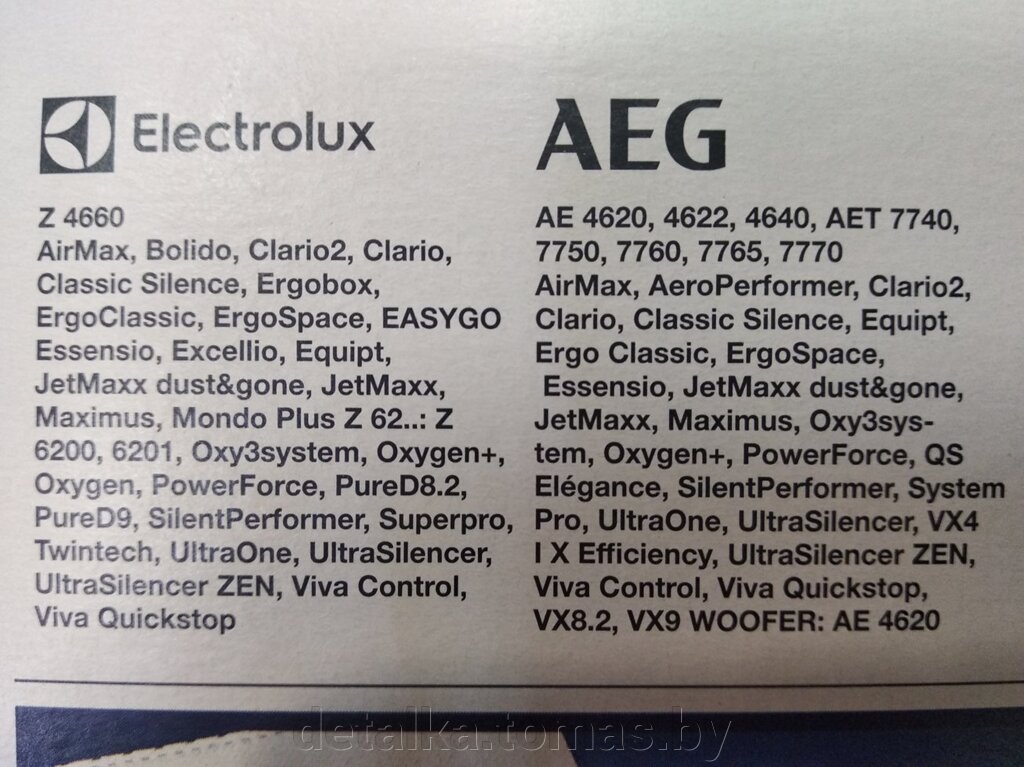 Electrolux
Z 4660
AirMax, Bolido, Clario2, Clario,
Classic Silence, Ergobox,
ErgoClassic, ErgoSpace, EASYGO
Essensio, Excellio, Equipt,
JetMaxx dust&gone, JetMaxx,
Maximus, Mondo Plus Z 62..: Z
6200, 6201, Oxy3system, Oxygen+,
Oxygen, PowerForce, PureD8.2,
PureD9, SilentPerformer, Superpro,
Twintech, UltraOne, UltraSilencer,
UltraSilencer ZEN, Viva Control,
Viva Quickstop
AEG
AE 4620, 4622, 4640, AET 7740,
7750, 7760, 7765, 7770
AirMax, AeroPerformer, Clario2,
Clario, Classic Silence, Equipt,
Ergo Classic, ErgoSpace,
Essensio, JetMaxx dust&gone,
JetMaxx, Maximus, Oxy3sys-
tem, Oxygen+, PowerForce, QS
Elégance, SilentPerformer, System
Pro, UltraOne, UltraSilencer, VX4
I X Efficiency, UltraSilencer ZEN,
Viva Control, Viva Quickstop,
VX8.2, VX9 WOOFER: AE 4620
detalka.tomas.by